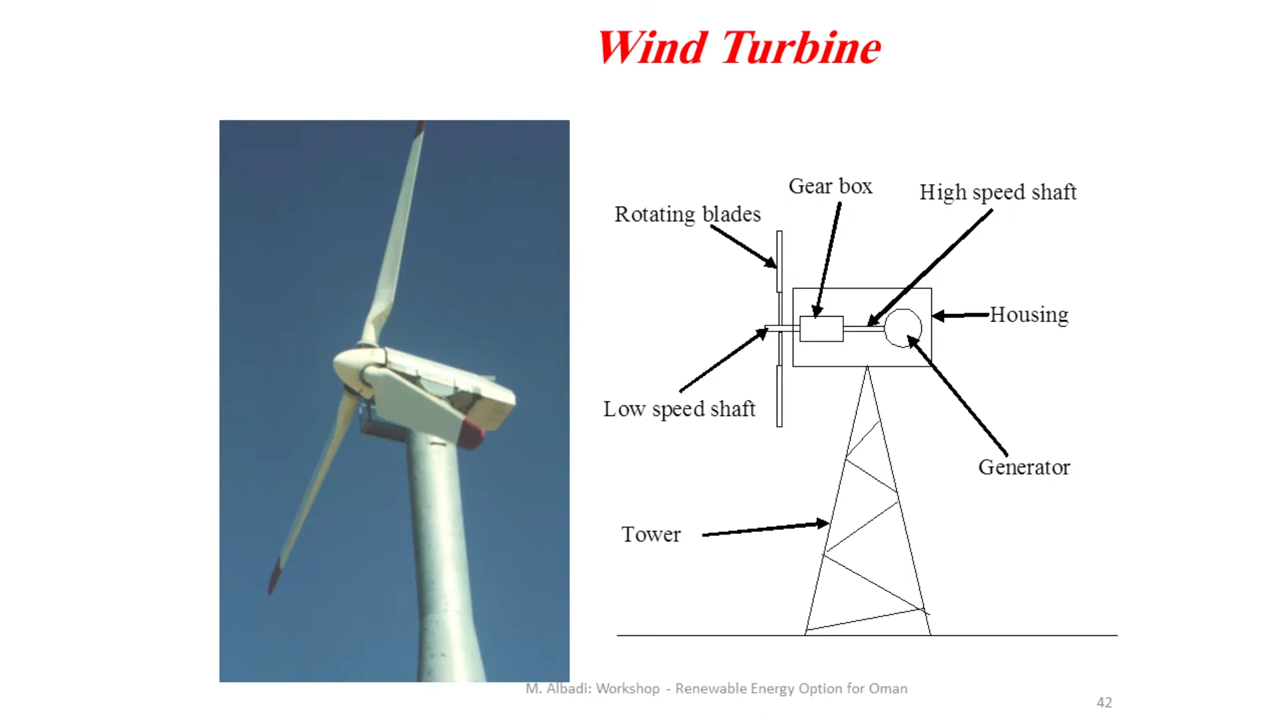 Wind Turbine
Gear box
High speed shaft
Rotating blades
Housing
Low speed shaft
Generator
Tower
M. Albadi: Workshop - Renewable Energy Option for Oman
42